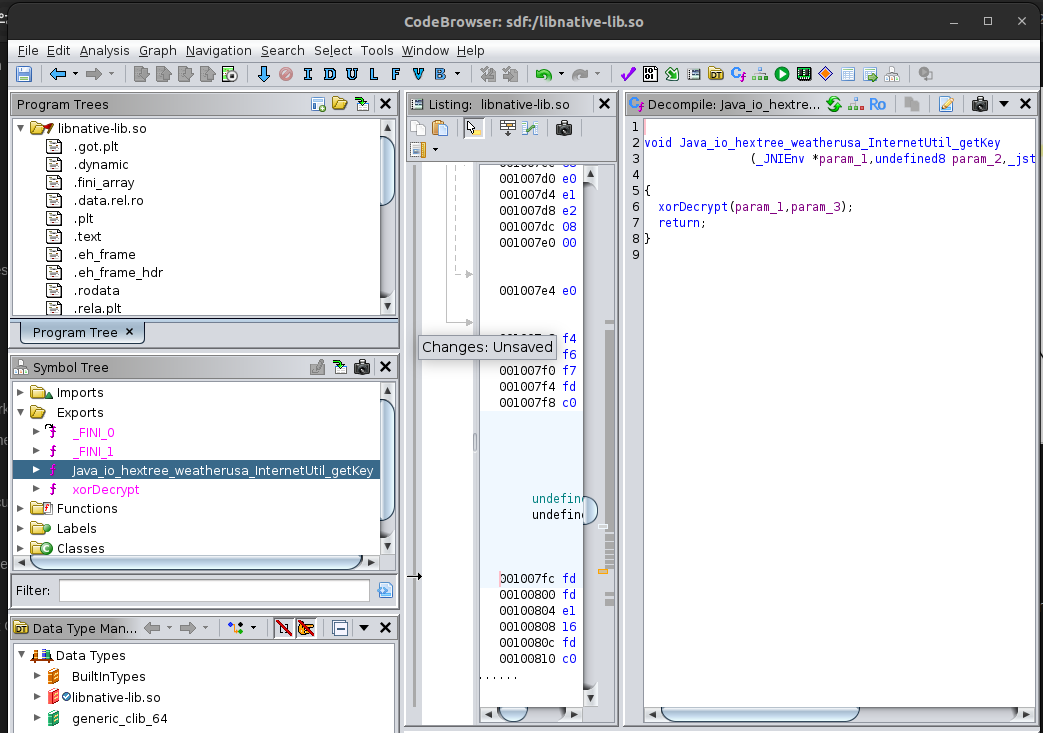 CodeBrowser: sdf:/libnative-lib.so
File Edit Analysis Graph Navigation Search Select Tools Window Help
I D U L F V B
Program Trees
libnative-lib.so
.got.plt
.dynamic
.fini_array
.data.rel.ro
.plt
.text
.eh_frame
.eh_frame_hdr
.rodata
.rela.plt
Program Tree ×
Symbol Tree
Imports
Exports
_FINI_0
_FINI_1
Java_io_hextree_weatherusa_InternetUtil_getKey
xorDecrypt
Functions
Labels
Classes
Filter:
Data Type Man...
Data Types
BuiltInTypes
libnative-lib.so
generic_clib_64
Listing: libnative-lib.so
001007d0 e0
001007d4 e1
001007d8 e2
001007dc 08
001007e0 00
001007e4 e0
f4
Changes: Unsaved
f6
001007f0 f7
001007f4 fd
001007f8 c0
undefin
undefine
001007fc fd
00100800 fd
00100804 e1
00100808 16
0010080c fd
00100810 c0
......
Decompile: Java_io_hextre...
Ro
1
2 void Java_io_hextree_weatherusa_InternetUtil_getKey
3 (_JNIEnv *param_1,undefined8 param_2,_jst
4
5 {
6 xorDecrypt(param_1,param_3);
7 return;
8 }
9